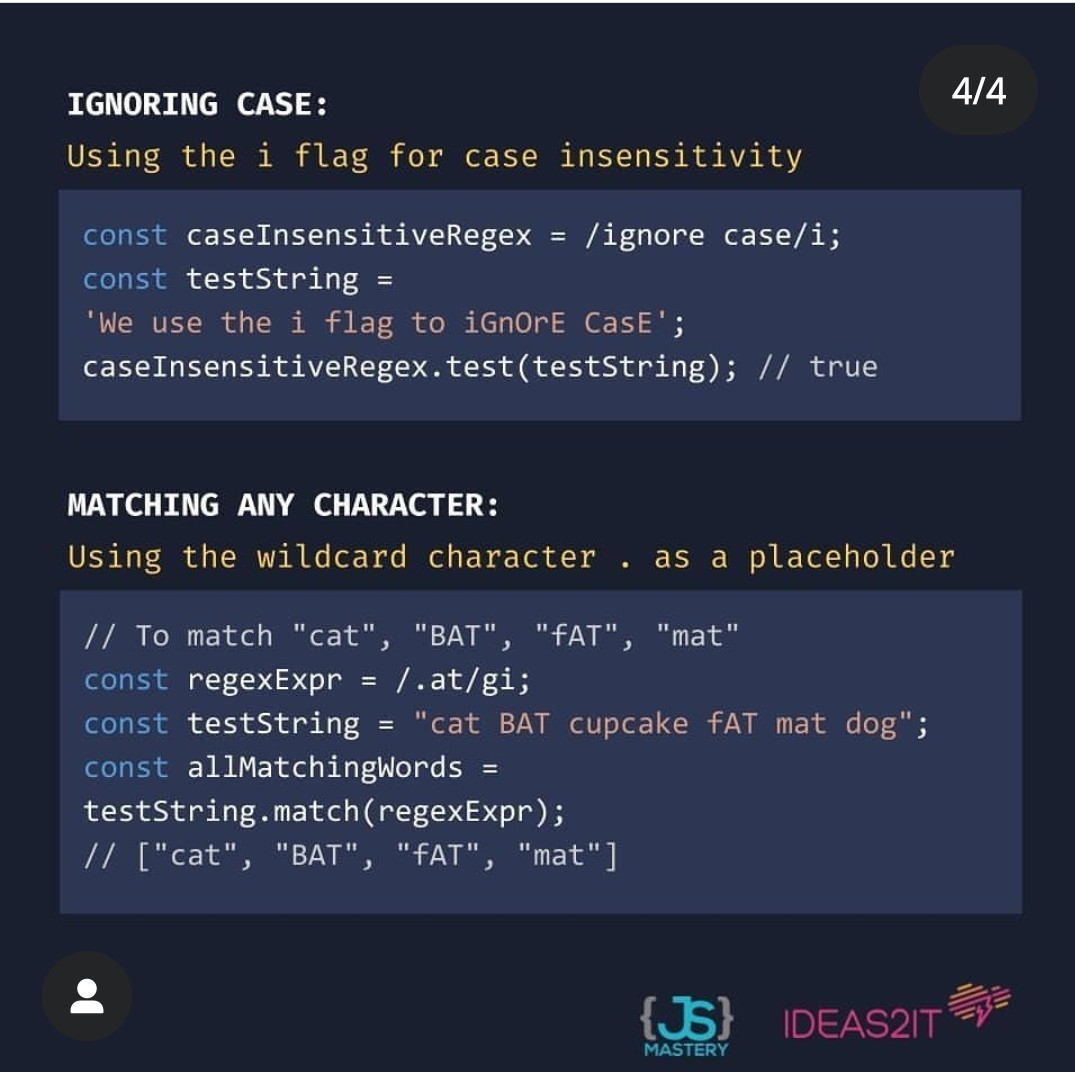 4/4
IGNORING CASE:
Using the i flag for case insensitivity
const caseInsensitiveRegex = /ignore case/i;
const testString =
'We use the i flag to iGnOrE CasE';
caseInsensitiveRegex.test(testString); // true
MATCHING ANY CHARACTER:
Using the wildcard character . as a placeholder
// To match "cat", "BAT", "fAT", "mat"
const regexExpr = /.at/gi;
const testString = "cat BAT cupcake fAT mat dog";
const allMatchingWords =
testString.match(regexExpr);
// ["cat", "BAT", "fAT", "mat"]
{JS}
MASTERY
IDEAS2IT